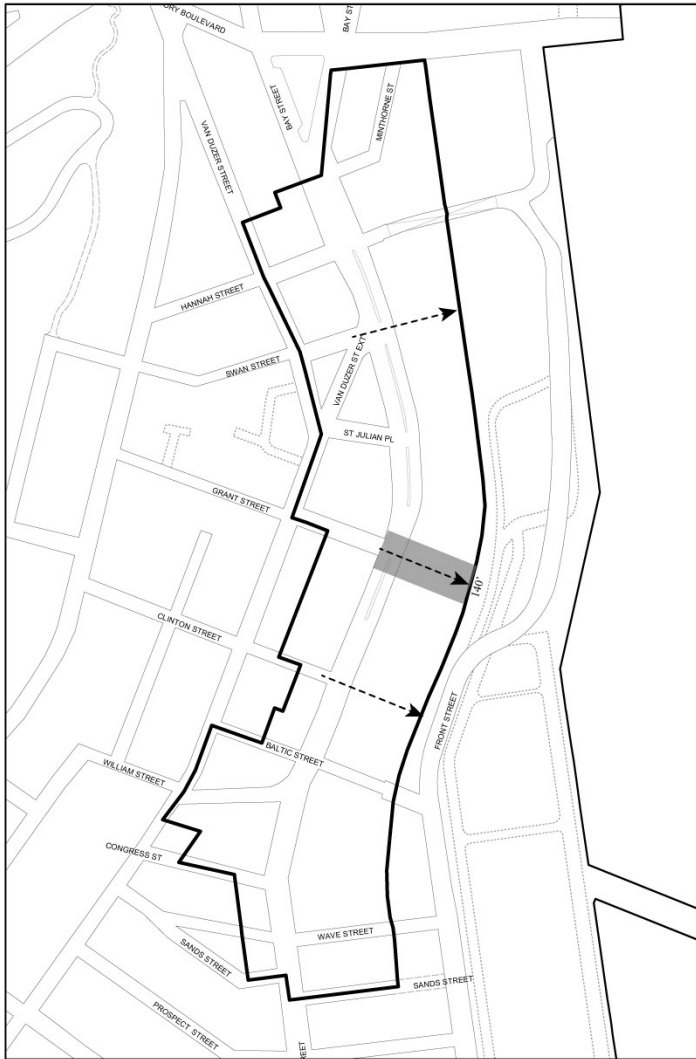 ORY BOULEVARD
BAY ST
BAY STREET
MINTHORNE ST
VAN DUZER STREET
HANNAH STREET
SWAN STREET
VAN DUZER ST EXT
ST JULIAN PL
GRANT STREET
140'
CLINTON STREET
FRONT STREET
BALTIC STREET
WILLIAM STREET
CONGRESS ST
WAVE STREET
SANDS STREET
SANDS STREET
PROSPECT STREET
STREET